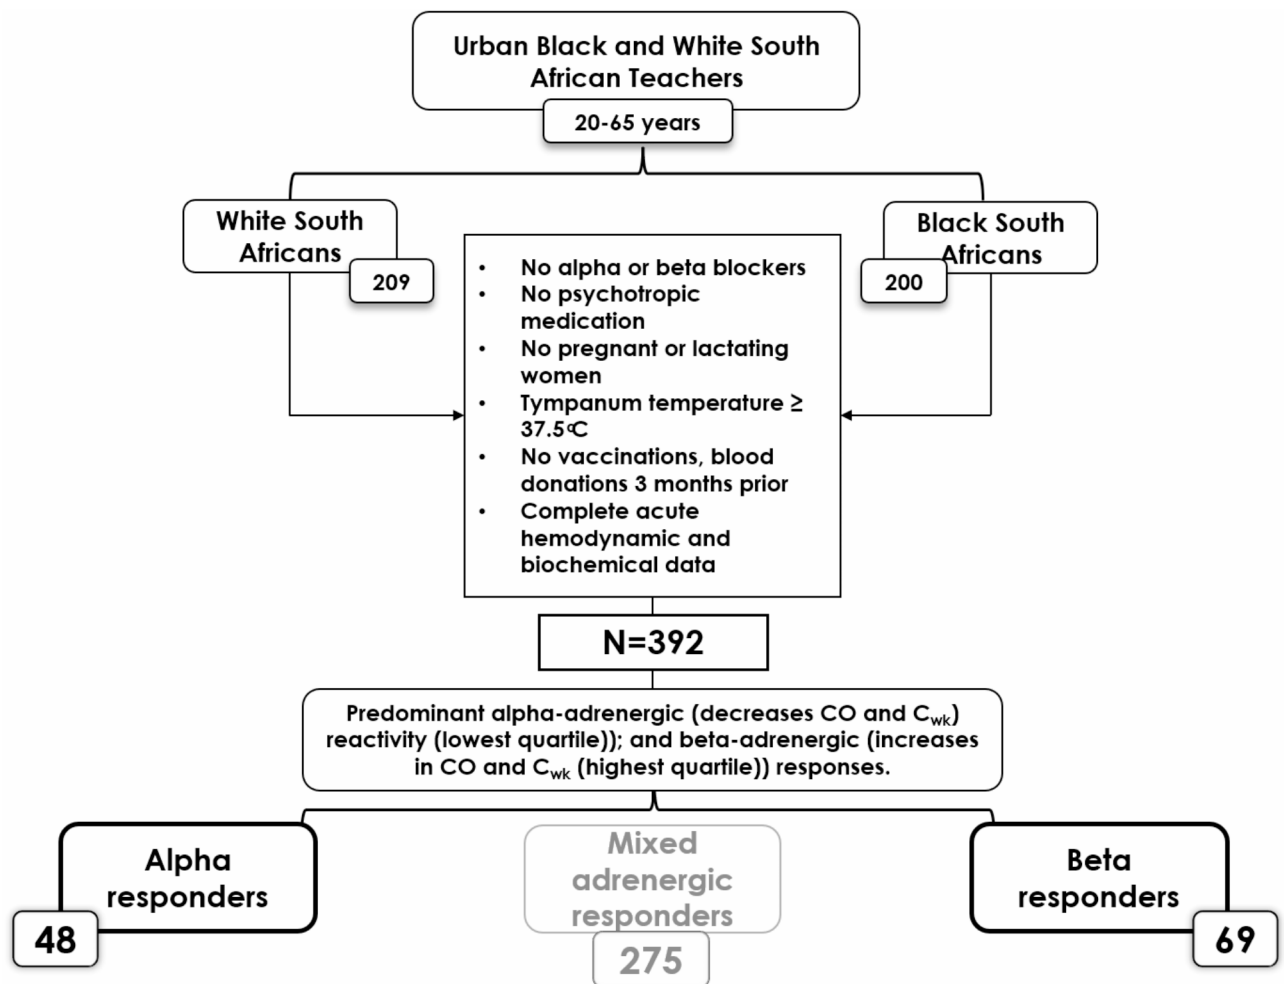 Urban Black and White South
African Teachers
20-65 years
White South
Africans
209
Black South
Africans
200
• No alpha or beta blockers
• No psychotropic
medication
• No pregnant or lactating
women
• Tympanum temperature ≥
37.5°C
• No vaccinations, blood
donations 3 months prior
• Complete acute
hemodynamic and
biochemical data
N=392
Predominant alpha-adrenergic (decreases CO and Cwk)
reactivity (lowest quartile)); and beta-adrenergic (increases
in CO and Cwk (highest quartile)) responses.
Alpha
responders
48
Mixed
adrenergic
responders
275
Beta
responders
69